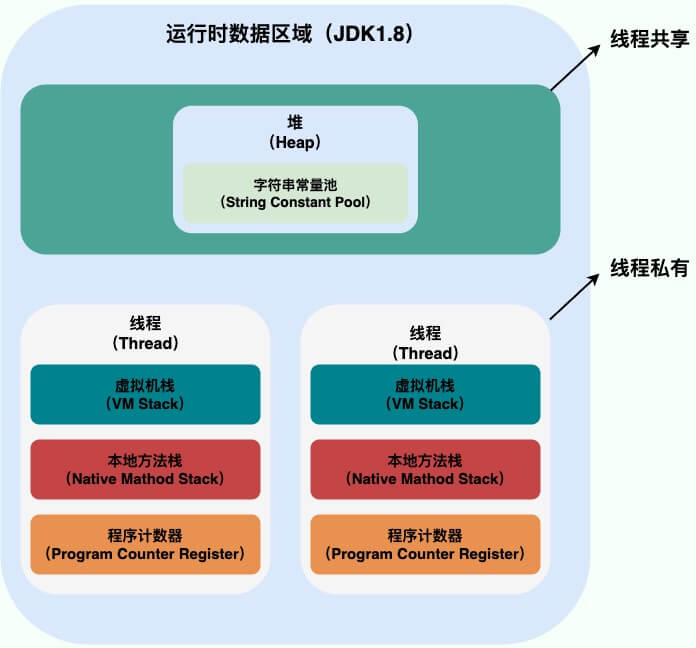 运行时数据区域（JDK1.8）
线程共享
堆
（Heap）
字符串常量池
（String Constant Pool）
线程私有
线程
（Thread）
虚拟机栈
（VM Stack）
本地方法栈
（Native Mathod Stack）
程序计数器
（Program Counter Register）
线程
（Thread）
虚拟机栈
（VM Stack）
本地方法栈
（Native Mathod Stack）
程序计数器
（Program Counter Register）